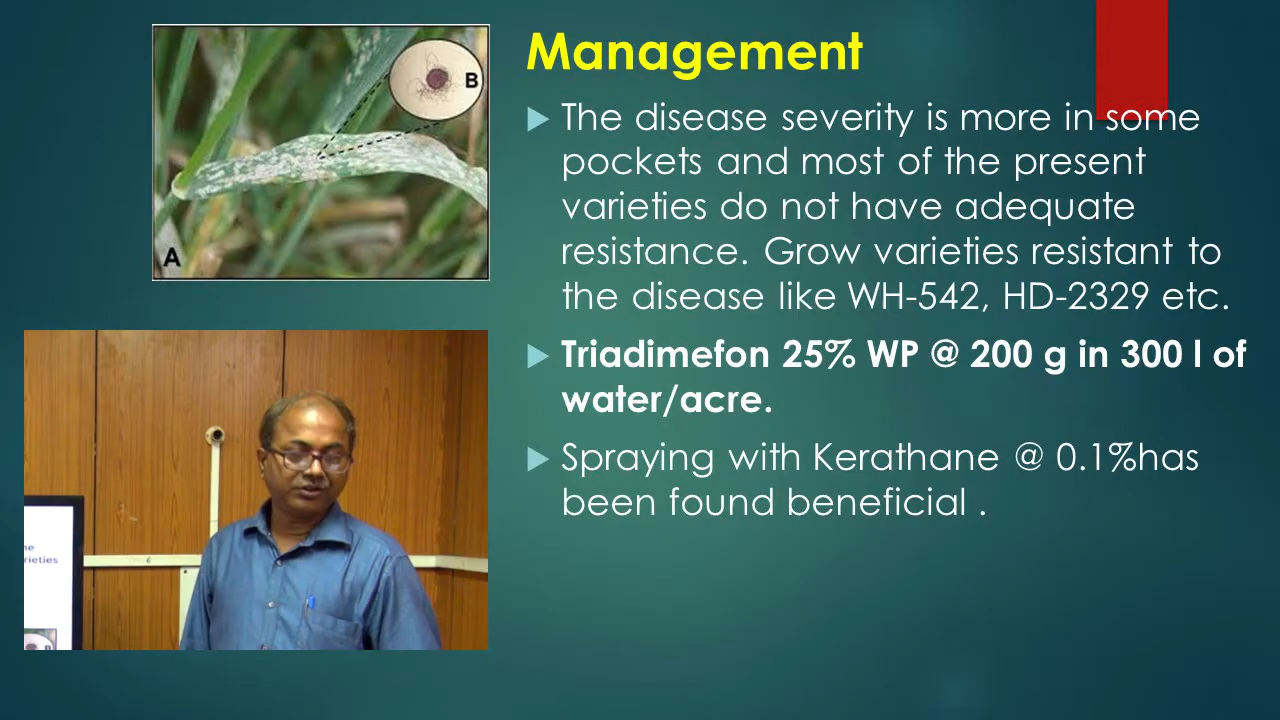 Management
The disease severity is more in some
pockets and most of the present
varieties do not have adequate
resistance. Grow varieties resistant to
the disease like WH-542, HD-2329 etc.
Triadimefon 25% WP @ 200 g in 300 l of
water/acre.
Spraying with Kerathane @ 0.1%has
been found beneficial .
B
A